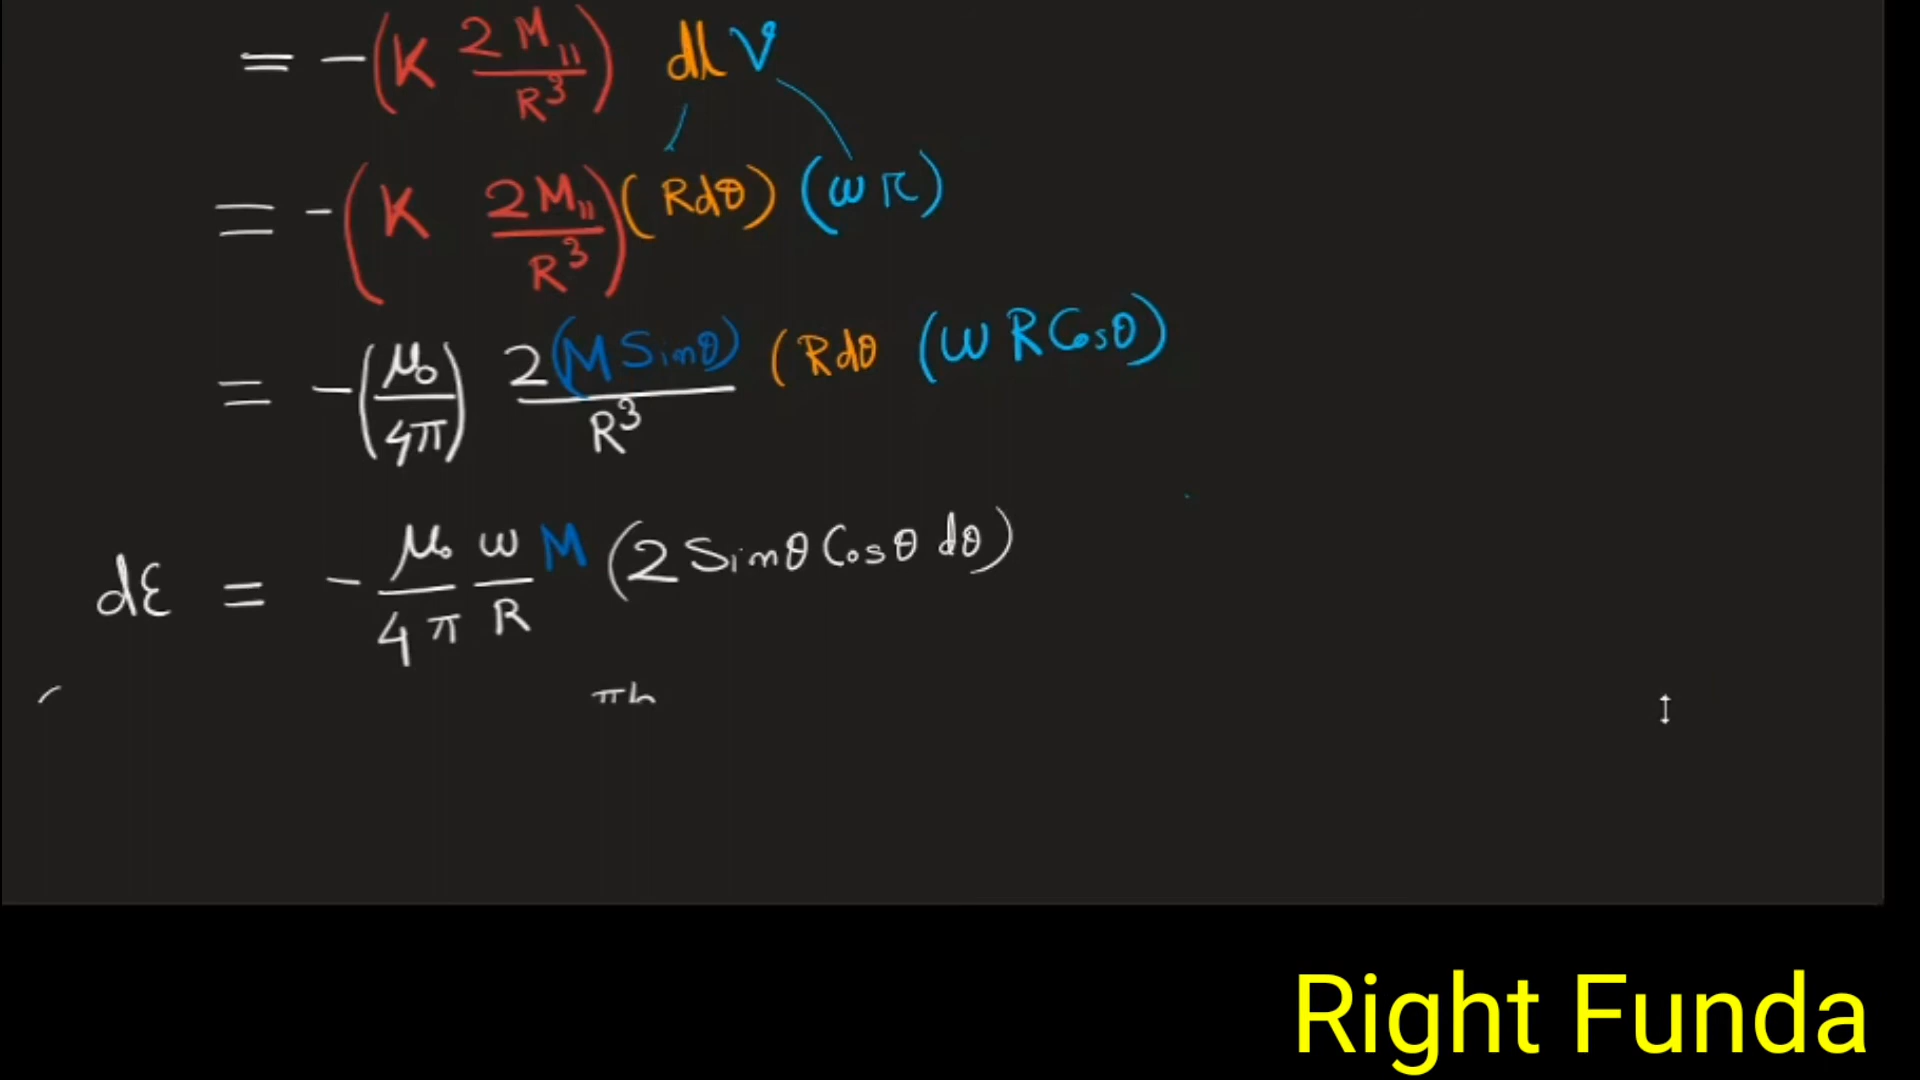 = -(K 2M|| / R³) dl V
= -(K 2M|| / R³) (Rdθ) (ωr)
= -(μ₀ / 4π) 2(M Sinθ) / R³ (Rdθ (ωR Cosθ)
dε = - μ₀ / 4π ω / R M (2 Sinθ Cosθ dθ)
Right Funda